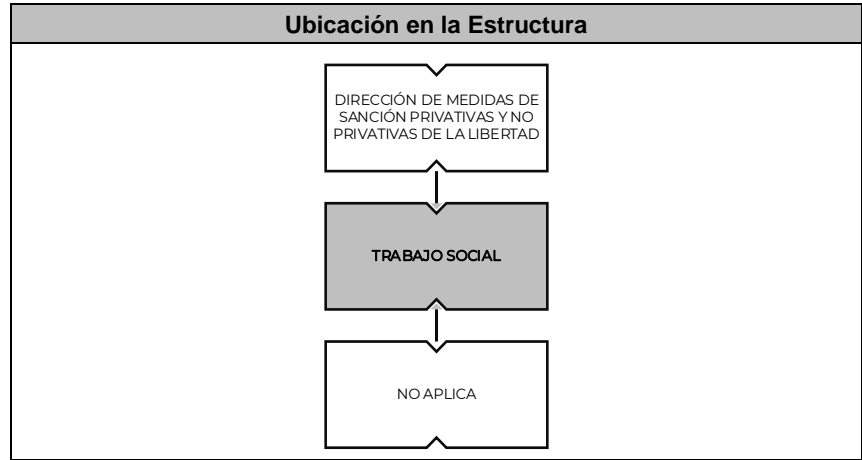 Ubicación en la Estructura
DIRECCIÓN DE MEDIDAS DE
SANCIÓN PRIVATIVAS Y NO
PRIVATIVAS DE LA LIBERTAD
TRABAJO SOCIAL
NO APLICA